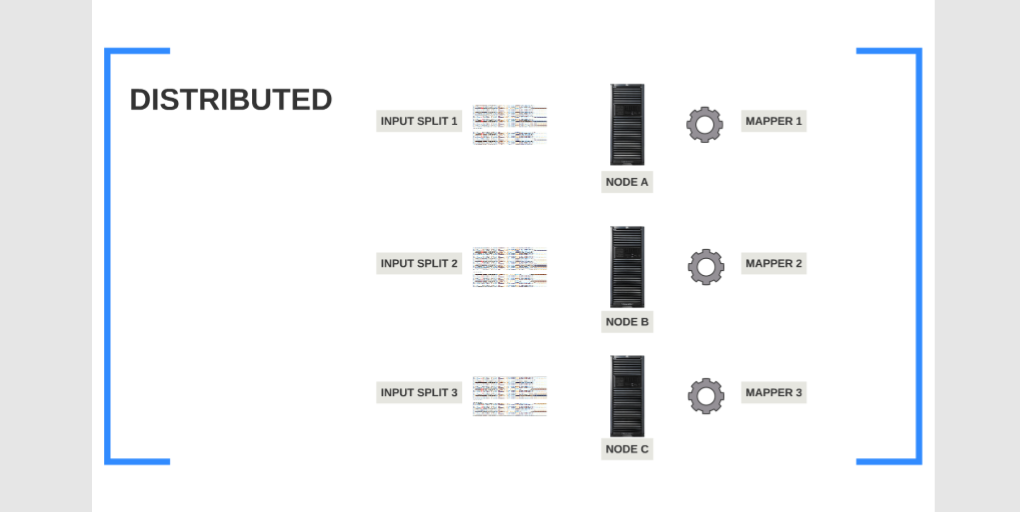 DISTRIBUTED
INPUT SPLIT 1
MAPPER 1
NODE A
INPUT SPLIT 2
MAPPER 2
NODE B
INPUT SPLIT 3
MAPPER 3
NODE C